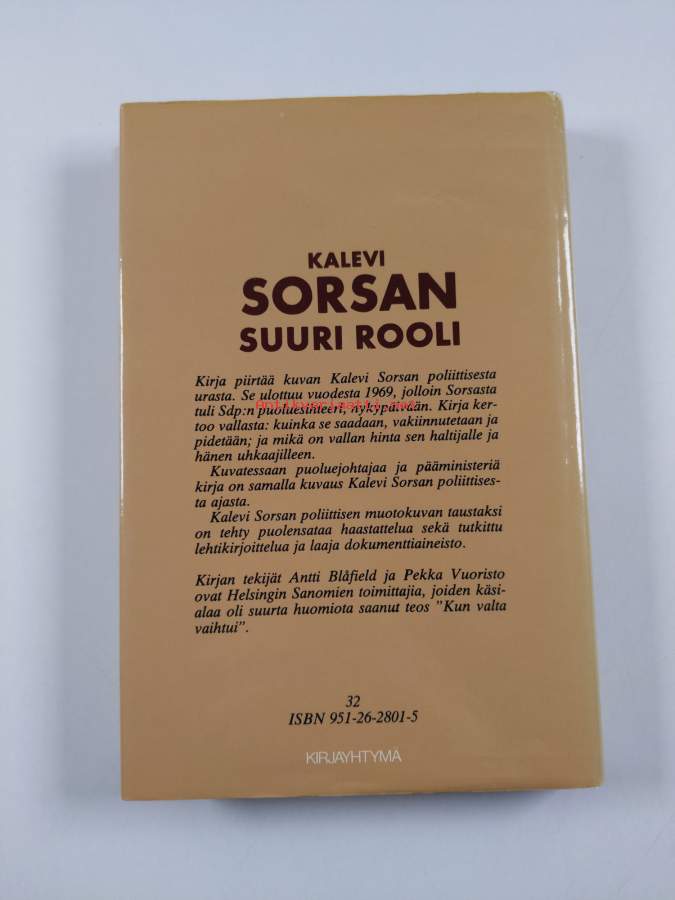 KALEVI
SORSAN
SUURI ROOLI
Kirja piirtää kuvan Kalevi Sorsan poliittisesta
urasta. Se ulottuu vuodesta 1969, jolloin Sorsasta
tuli Sdp:n puoluesihteeri, nykypäivään. Kirja ker-
too vallasta: kuinka se saadaan, vakiinnutetaan ja
pidetään; ja mikä on vallan hinta sen haltijalle ja
hänen uhkaajilleen.
Kuvatessaan puoluejohtajaa ja pääministeriä
kirja on samalla kuvaus Kalevi Sorsan poliittises-
ta ajasta.
Kalevi Sorsan poliittisen muotokuvan taustaksi
on tehty puolensataa haastattelua sekä tutkittu
lehtikirjoittelua ja laaja dokumenttiaineisto.
Kirjan tekijät Antti Blåfield ja Pekka Vuoristo
ovat Helsingin Sanomien toimittajia, joiden käsi-
alaa oli suurta huomiota saanut teos "Kun valta
vaihtui".
32
ISBN 951-26-2801-5
KIRJAYHTYMÄ